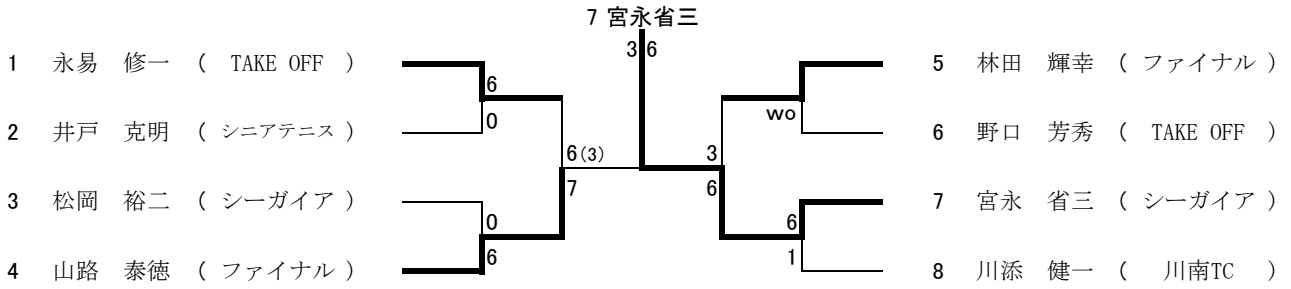 7 宮永省三
3 6
1 永易 修一 ( TAKE OFF )
5 林田 輝幸 ( ファイナル )
6
0
wo
2 井戸 克明 ( シニアテニス )
6 野口 芳秀 ( TAKE OFF )
6(3)
7
3
6
3 松岡 裕二 ( シーガイア )
7 宮永 省三 ( シーガイア )
0
6
6
1
4 山路 泰徳 ( ファイナル )
8 川添 健一 ( 川南TC )